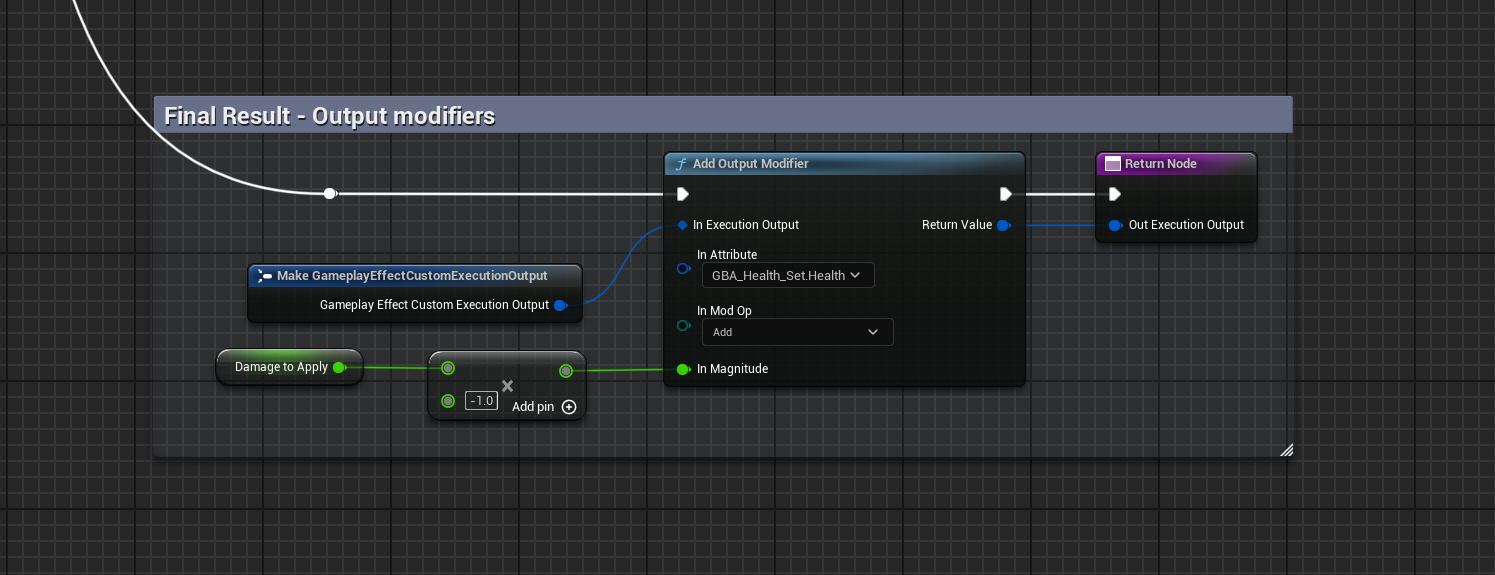 Final Result - Output modifiers
Add Output Modifier
Return Node
In Execution Output
Return Value
Out Execution Output
In Attribute
GBA_Health_Set.Health
Make GameplayEffectCustomExecutionOutput
Gameplay Effect Custom Execution Output
In Mod Op
Add
Damage to Apply
In Magnitude
-1.0
Add pin